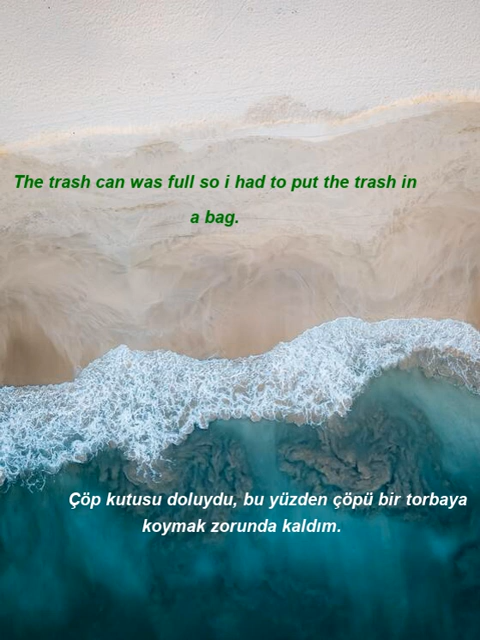 The trash can was full so i had to put the trash in
a bag.
Çöp kutusu doluydu, bu yüzden çöpü bir torbaya
koymak zorunda kaldım.